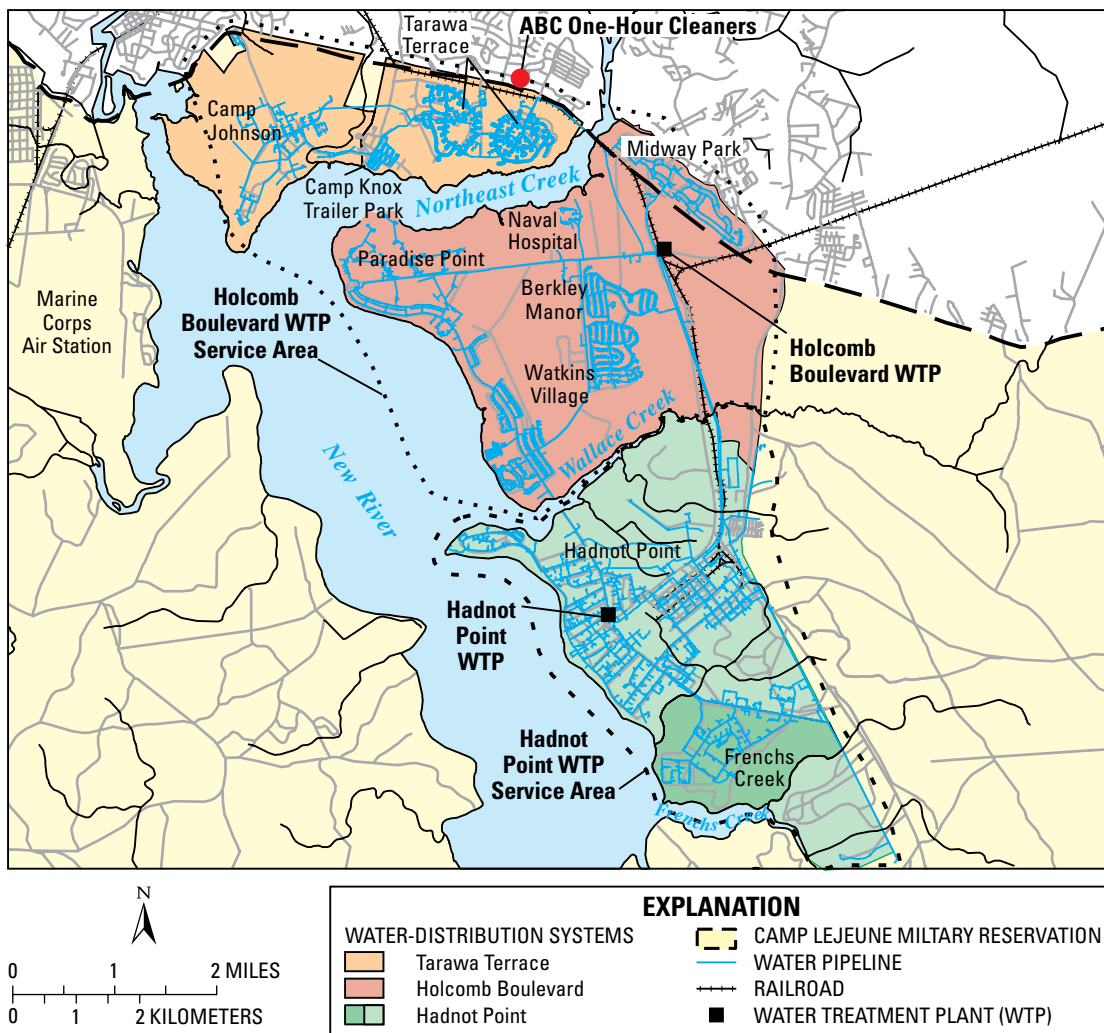 Tarawa
Terrace
ABC One-Hour Cleaners
Camp
Johnson
Midway Park
Camp Knox
Trailer Park
Northeast Creek
Naval
Hospital
Paradise Point
Marine
Corps
Air Station
Holcomb
Boulevard WTP
Service Area
Berkley
Manor
Holcomb
Boulevard WTP
Watkins
Village
Wallace Creek
New River
Hadnot Point
Hadnot
Point
WTP
Hadnot
Point WTP
Service Area
Frenchs
Creek
Frenchs Creek
N
0 1 2 MILES
0 1 2 KILOMETERS
EXPLANATION
WATER-DISTRIBUTION SYSTEMS
Tarawa Terrace
Holcomb Boulevard
Hadnot Point
CAMP LEJEUNE MILTARY RESERVATION
WATER PIPELINE
RAILROAD
WATER TREATMENT PLANT (WTP)